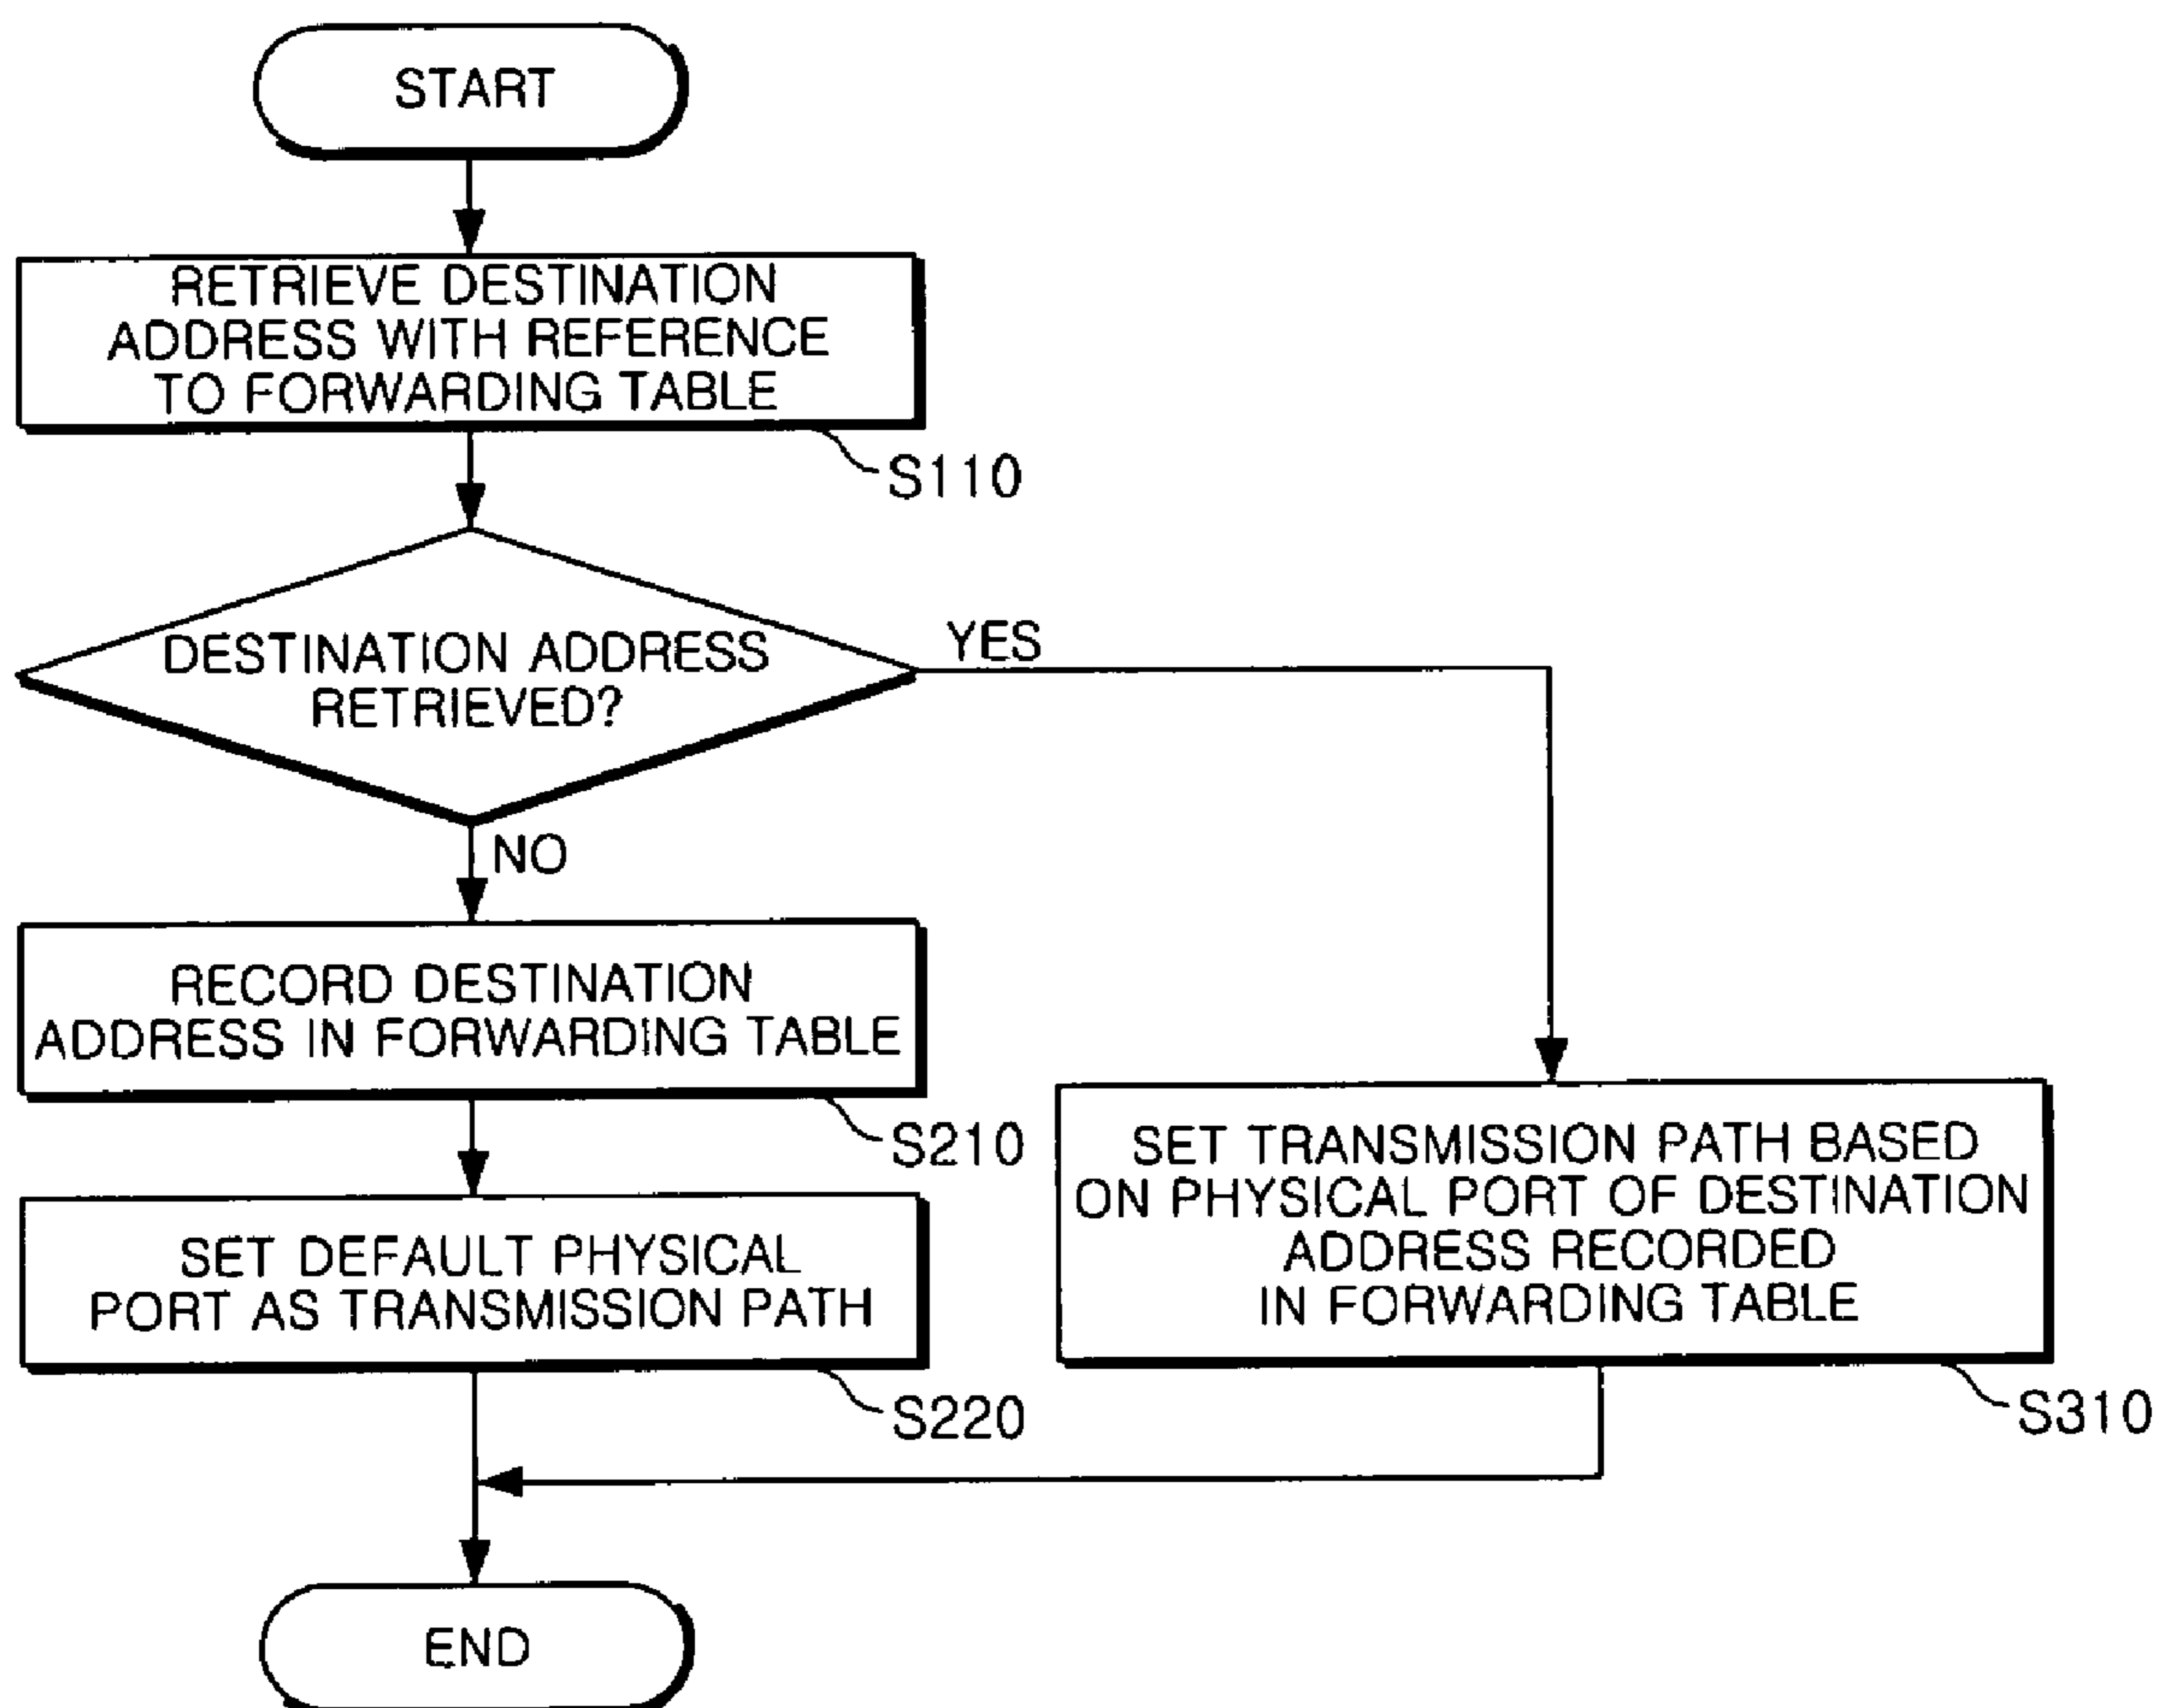 START
RETRIEVE DESTINATION
ADDRESS WITH REFERENCE
TO FORWARDING TABLE
S110
DESTINATION ADDRESS
RETRIEVED?
YES
NO
RECORD DESTINATION
ADDRESS IN FORWARDING TABLE
S210
SET DEFAULT PHYSICAL
PORT AS TRANSMISSION PATH
S220
SET TRANSMISSION PATH BASED
ON PHYSICAL PORT OF DESTINATION
ADDRESS RECORDED
IN FORWARDING TABLE
S310
END